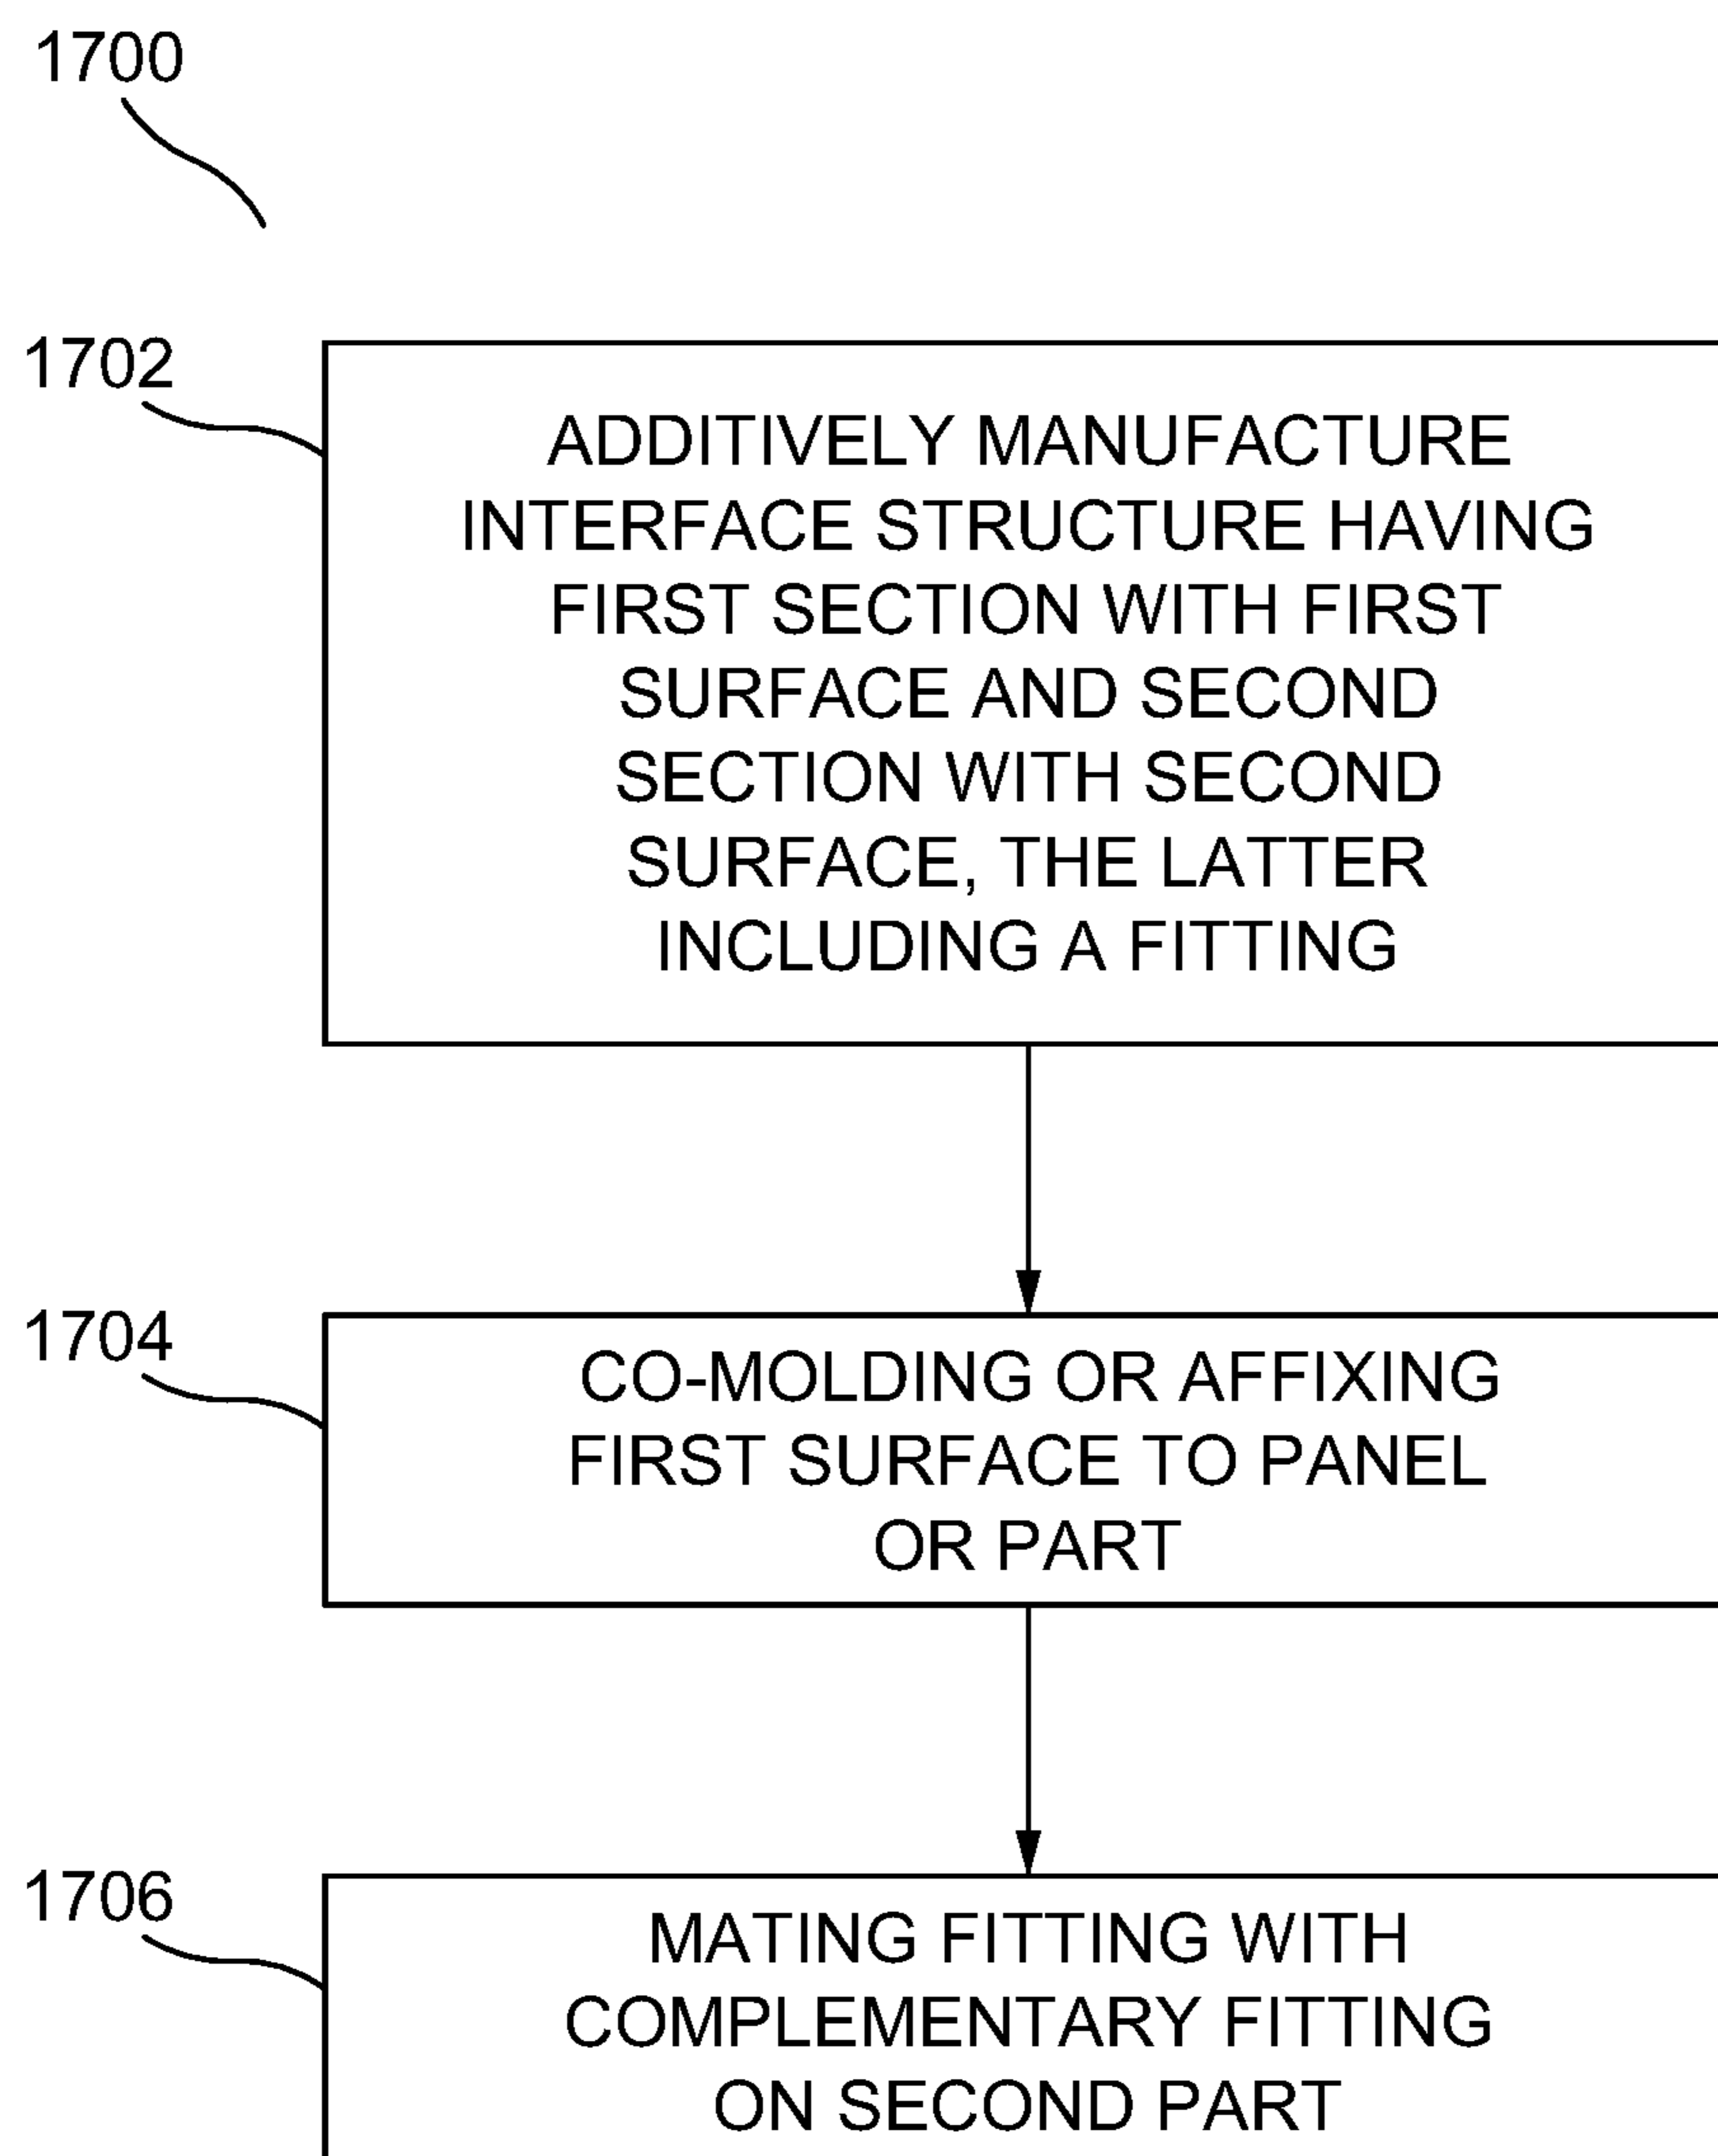 1700
1702
ADDITIVELY MANUFACTURE
INTERFACE STRUCTURE HAVING
FIRST SECTION WITH FIRST
SURFACE AND SECOND
SECTION WITH SECOND
SURFACE, THE LATTER
INCLUDING A FITTING
1704
CO-MOLDING OR AFFIXING
FIRST SURFACE TO PANEL
OR PART
1706
MATING FITTING WITH
COMPLEMENTARY FITTING
ON SECOND PART